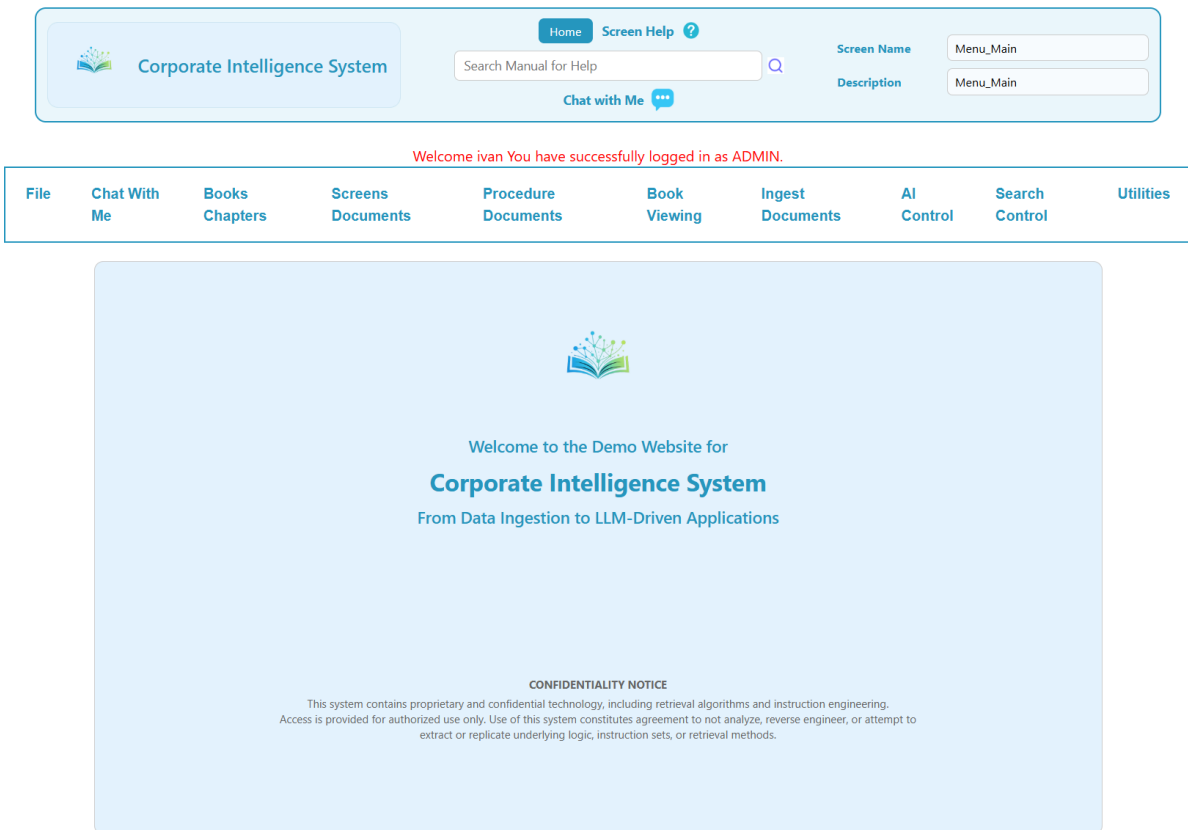 Corporate Intelligence System
Home
Screen Help ?
Search Manual for Help
Chat with Me
Screen Name
Menu_Main
Description
Menu_Main
Welcome ivan You have successfully logged in as ADMIN.
File
Chat With
Me
Books
Chapters
Screens
Documents
Procedure
Documents
Book
Viewing
Ingest
Documents
AI
Control
Search
Control
Utilities
Welcome to the Demo Website for
Corporate Intelligence System
From Data Ingestion to LLM-Driven Applications
CONFIDENTIALITY NOTICE
This system contains proprietary and confidential technology, including retrieval algorithms and instruction engineering.
Access is provided for authorized use only. Use of this system constitutes agreement to not analyze, reverse engineer, or attempt to
extract or replicate underlying logic, instruction sets, or retrieval methods.